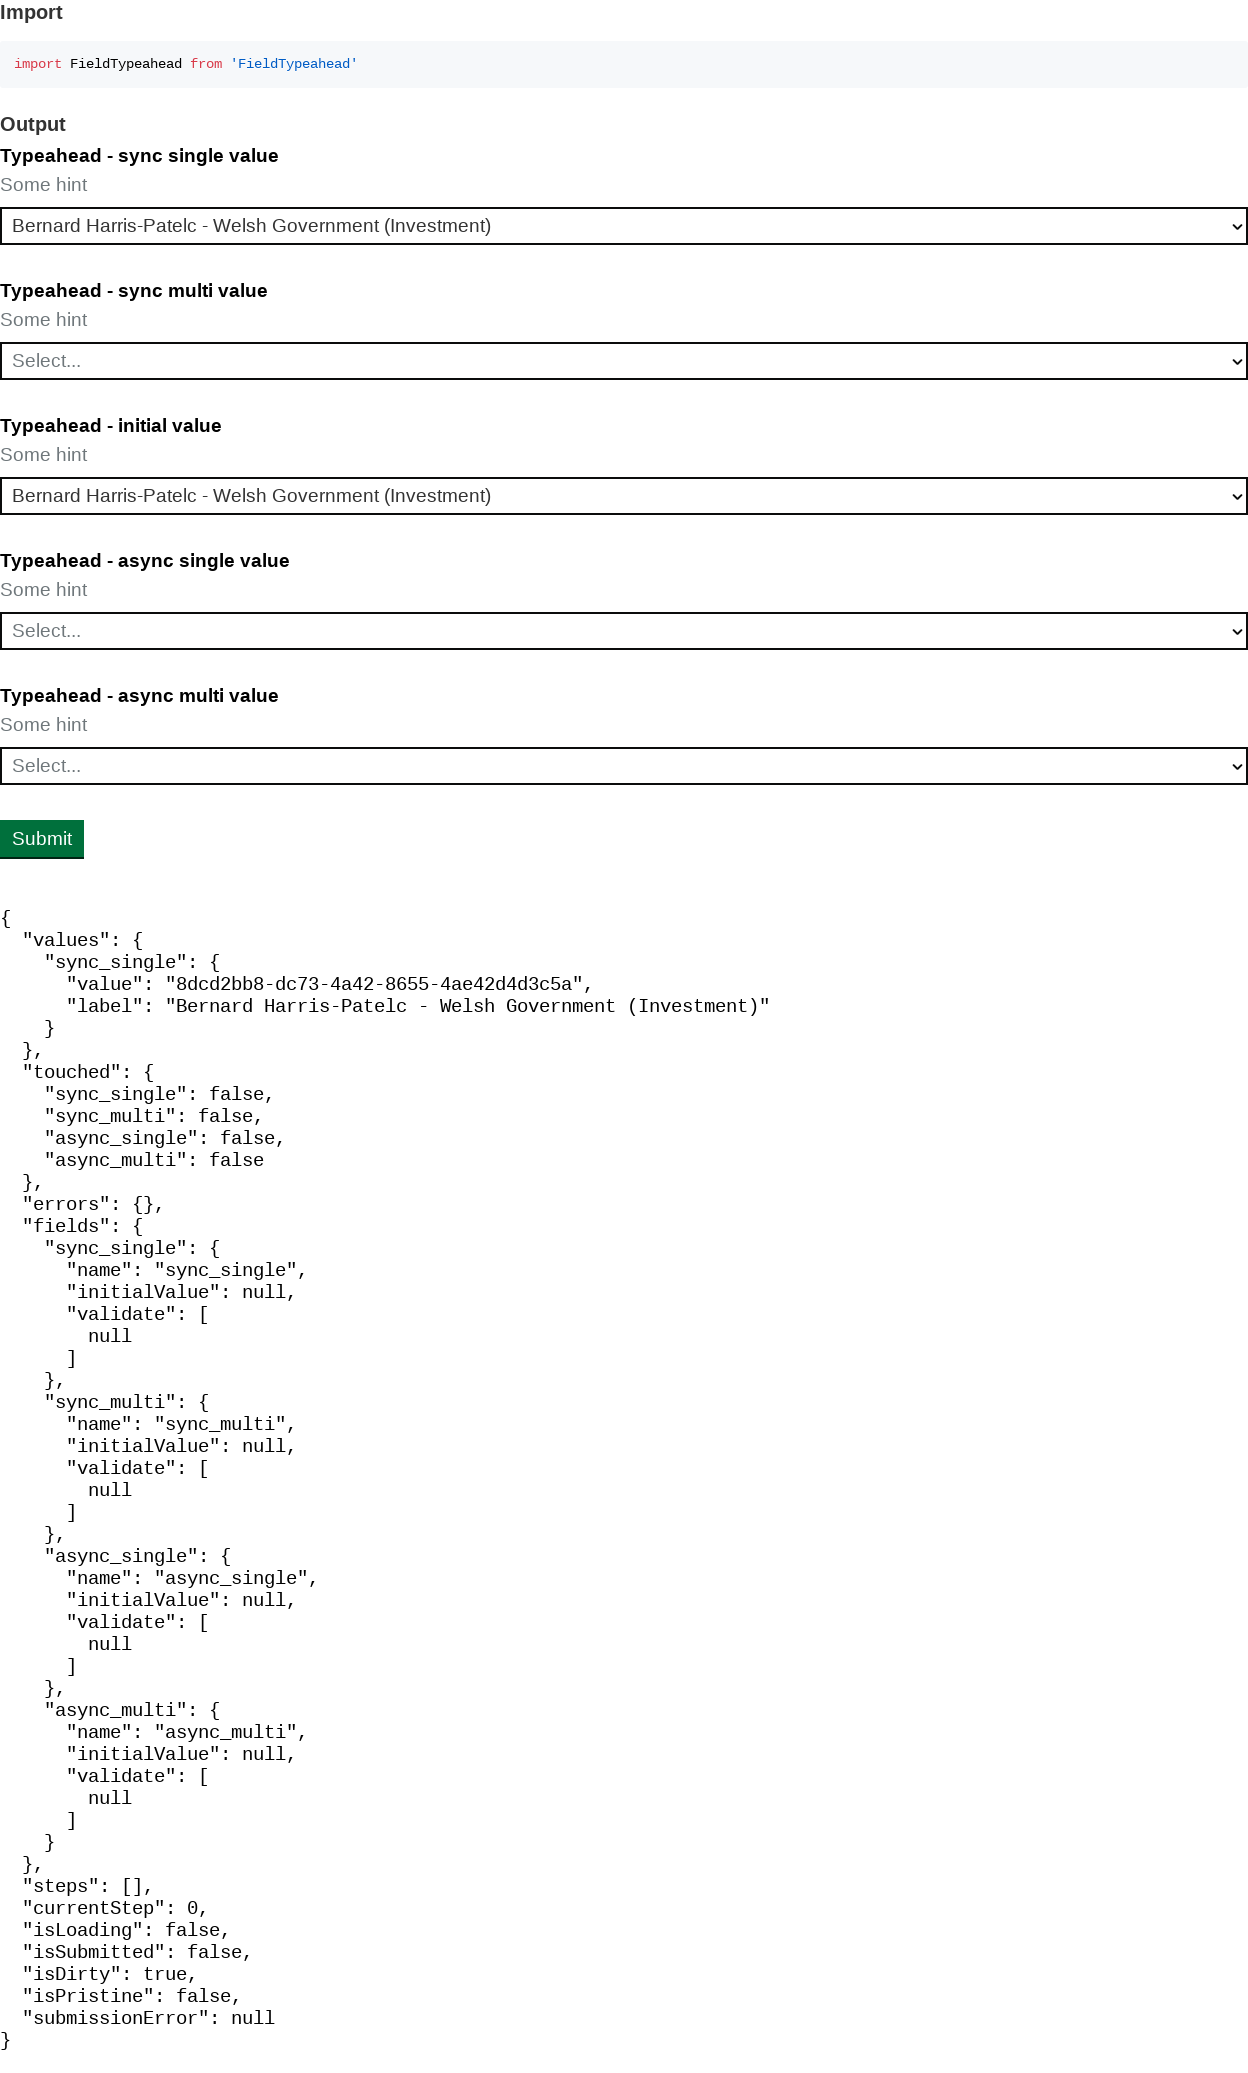 Import
import FieldTypeahead from 'FieldTypeahead'
Output
Typeahead - sync single value
Some hint
Bernard Harris-Patelc - Welsh Government (Investment)
Typeahead - sync multi value
Some hint
Select...
Typeahead - initial value
Some hint
Bernard Harris-Patelc - Welsh Government (Investment)
Typeahead - async single value
Some hint
Select...
Typeahead - async multi value
Some hint
Select...
Submit
{
  "values": {
    "sync_single": {
      "value": "8dcd2bb8-dc73-4a42-8655-4ae42d4d3c5a",
      "label": "Bernard Harris-Patelc - Welsh Government (Investment)"
    }
  },
  "touched": {
    "sync_single": false,
    "sync_multi": false,
    "async_single": false,
    "async_multi": false
  },
  "errors": {},
  "fields": {
    "sync_single": {
      "name": "sync_single",
      "initialValue": null,
      "validate": [
        null
      ]
    },
    "sync_multi": {
      "name": "sync_multi",
      "initialValue": null,
      "validate": [
        null
      ]
    },
    "async_single": {
      "name": "async_single",
      "initialValue": null,
      "validate": [
        null
      ]
    },
    "async_multi": {
      "name": "async_multi",
      "initialValue": null,
      "validate": [
        null
      ]
    }
  },
  "steps": [],
  "currentStep": 0,
  "isLoading": false,
  "isSubmitted": false,
  "isDirty": true,
  "isPristine": false,
  "submissionError": null
}